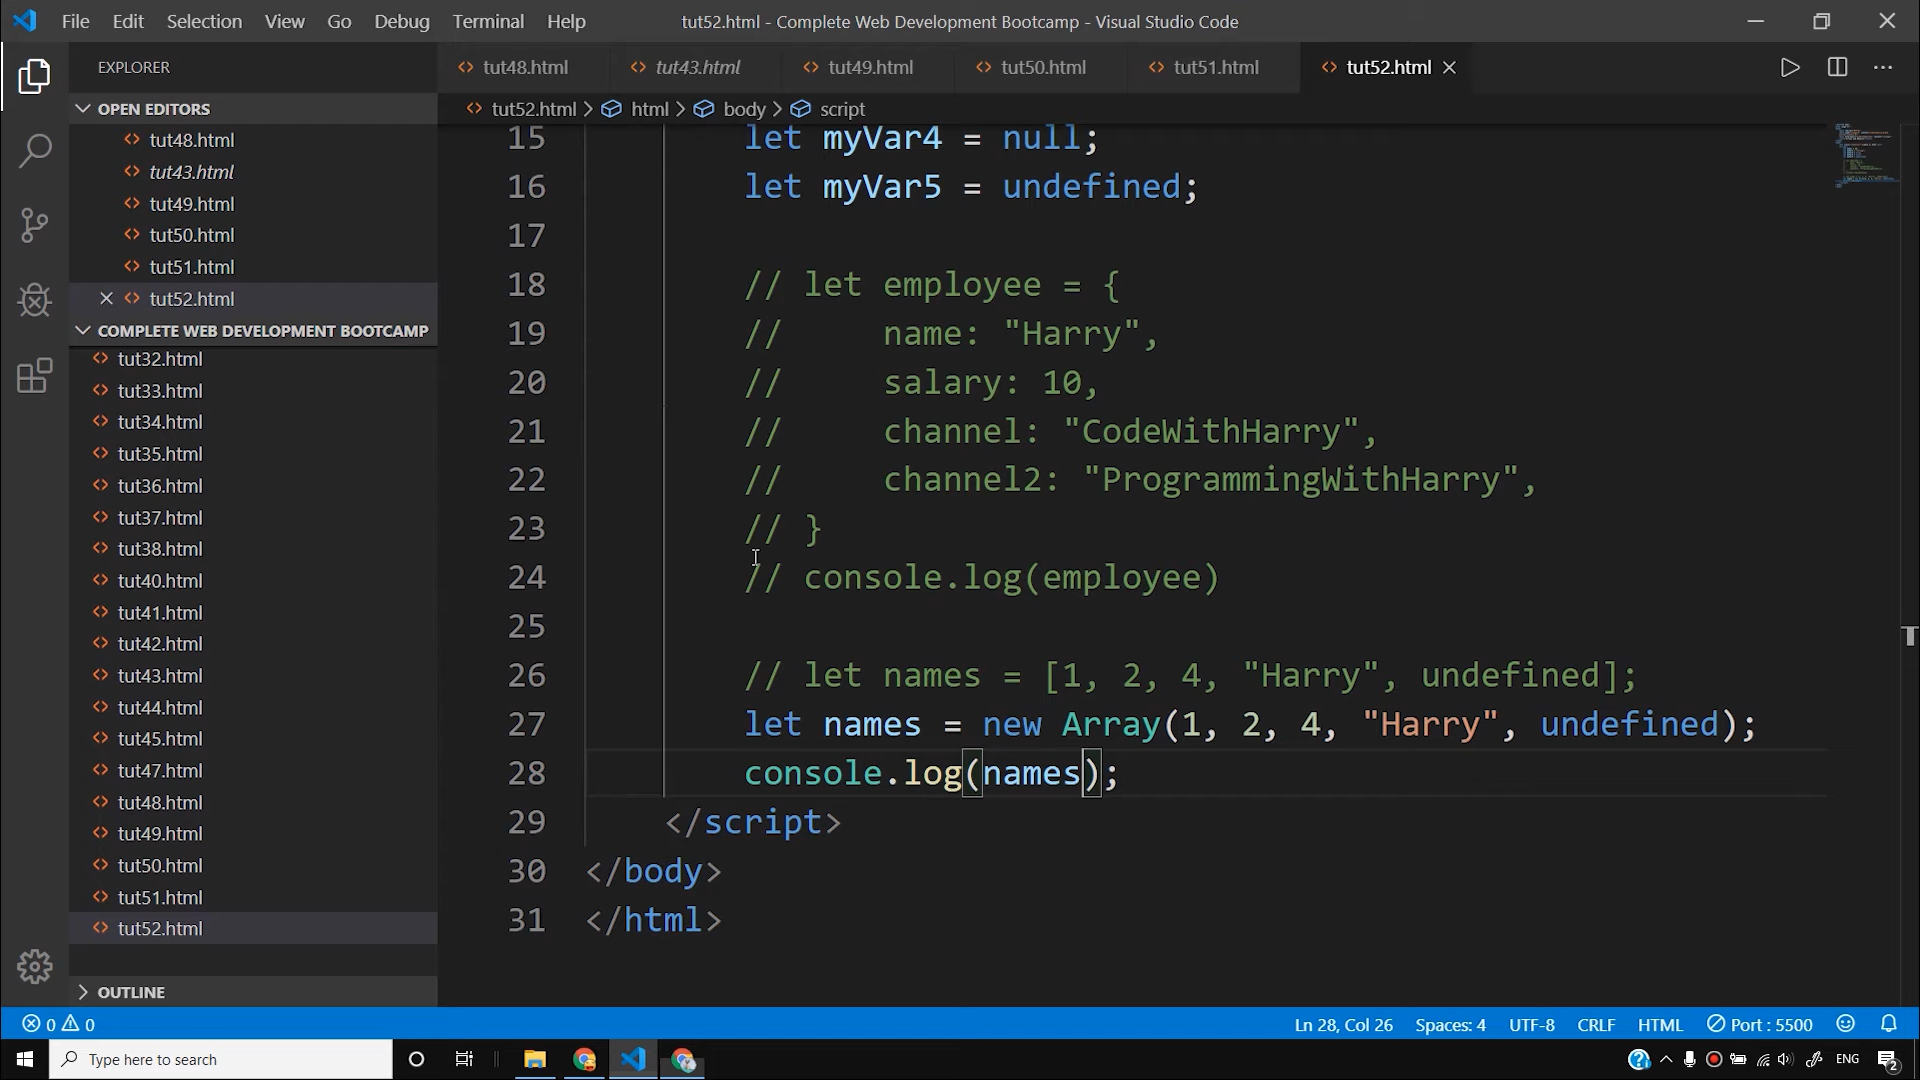 File Edit Selection View Go Debug Terminal Help tut52.html - Complete Web Development Bootcamp - Visual Studio Code
EXPLORER
OPEN EDITORS
tut48.html
tut43.html
tut49.html
tut50.html
tut51.html
tut52.html
COMPLETE WEB DEVELOPMENT BOOTCAMP
tut32.html
tut33.html
tut34.html
tut35.html
tut36.html
tut37.html
tut38.html
tut40.html
tut41.html
tut42.html
tut43.html
tut44.html
tut45.html
tut47.html
tut48.html
tut49.html
tut50.html
tut51.html
tut52.html
OUTLINE
tut48.html tut43.html tut49.html tut50.html tut51.html tut52.html
tut52.html > html > body > script
15 let myVar4 = null;
16 let myVar5 = undefined;
17
18 // let employee = {
19 // name: "Harry",
20 // salary: 10,
21 // channel: "CodeWithHarry",
22 // channel2: "ProgrammingWithHarry",
23 // }
24 // console.log(employee)
25
26 // let names = [1, 2, 4, "Harry", undefined];
27 let names = new Array(1, 2, 4, "Harry", undefined);
28 console.log(names);
29 </script>
30 </body>
31 </html>
0 0 Ln 28, Col 26 Spaces: 4 UTF-8 CRLF HTML Port : 5500
Type here to search ENG 2